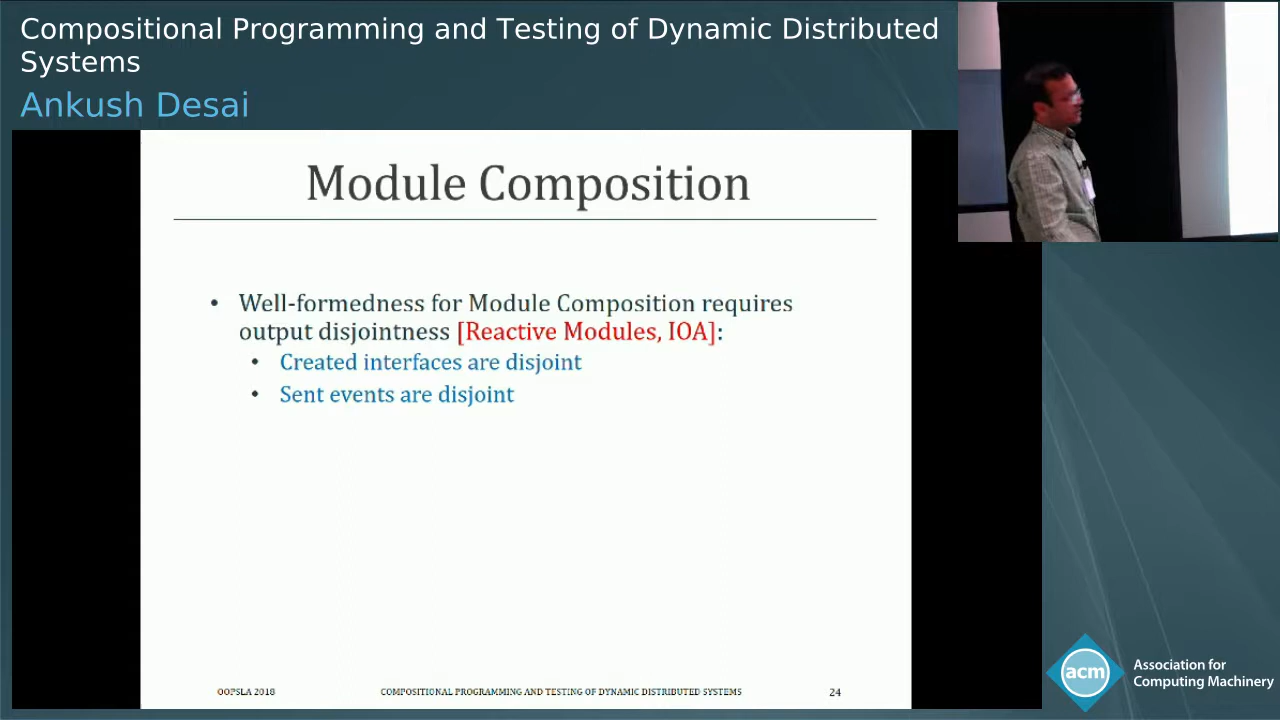 Compositional Programming and Testing of Dynamic Distributed
Systems
Ankush Desai
Module Composition
• Well-formedness for Module Composition requires
output disjointness [Reactive Modules, IOA]:
• Created interfaces are disjoint
• Sent events are disjoint
OOPSLA 2018
COMPOSITIONAL PROGRAMMING AND TESTING OF DYNAMIC DISTRIBUTED SYSTEMS
24
acm
Association for
Computing Machinery